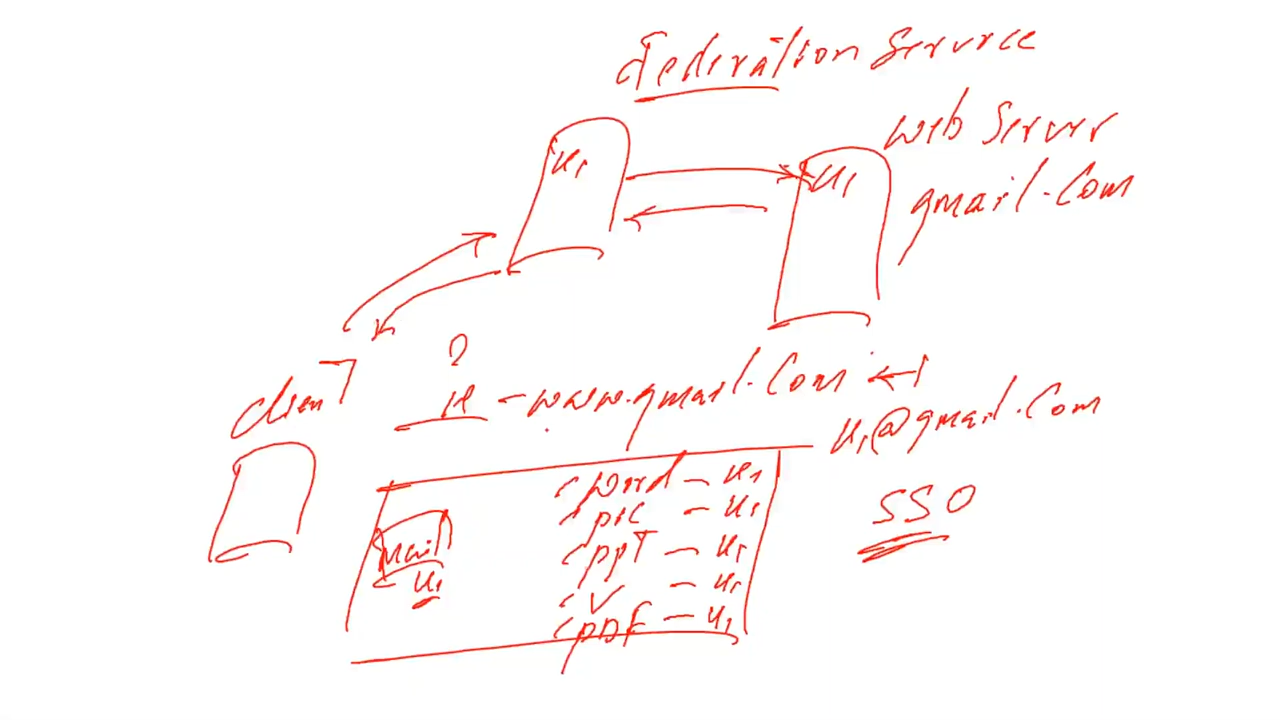 Federation Service
Web Server
gmail.com
u1
u1
client
?
www.gmail.com
u1@gmail.com
SSO
mail
u1
word - u1
pic - u1
ppT - u1
V - u1
PDF - u1